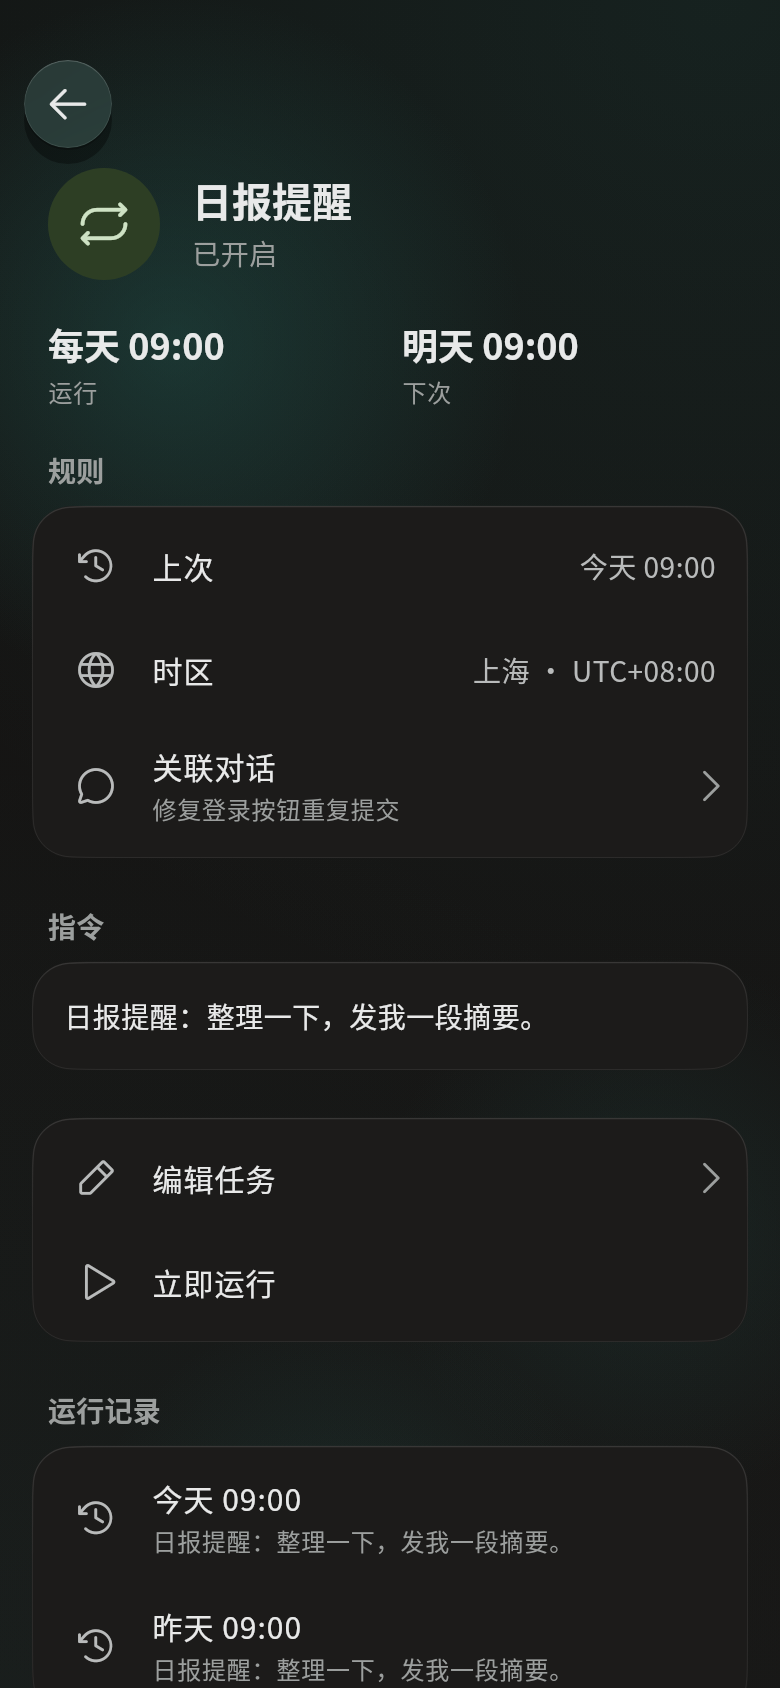 日报提醒
已开启
每天 09:00
运行
明天 09:00
下次
规则
上次
今天 09:00
时区
上海 · UTC+08:00
关联对话
修复登录按钮重复提交
指令
日报提醒：整理一下，发我一段摘要。
编辑任务
立即运行
运行记录
今天 09:00
日报提醒：整理一下，发我一段摘要。
昨天 09:00
日报提醒：整理一下，发我一段摘要。